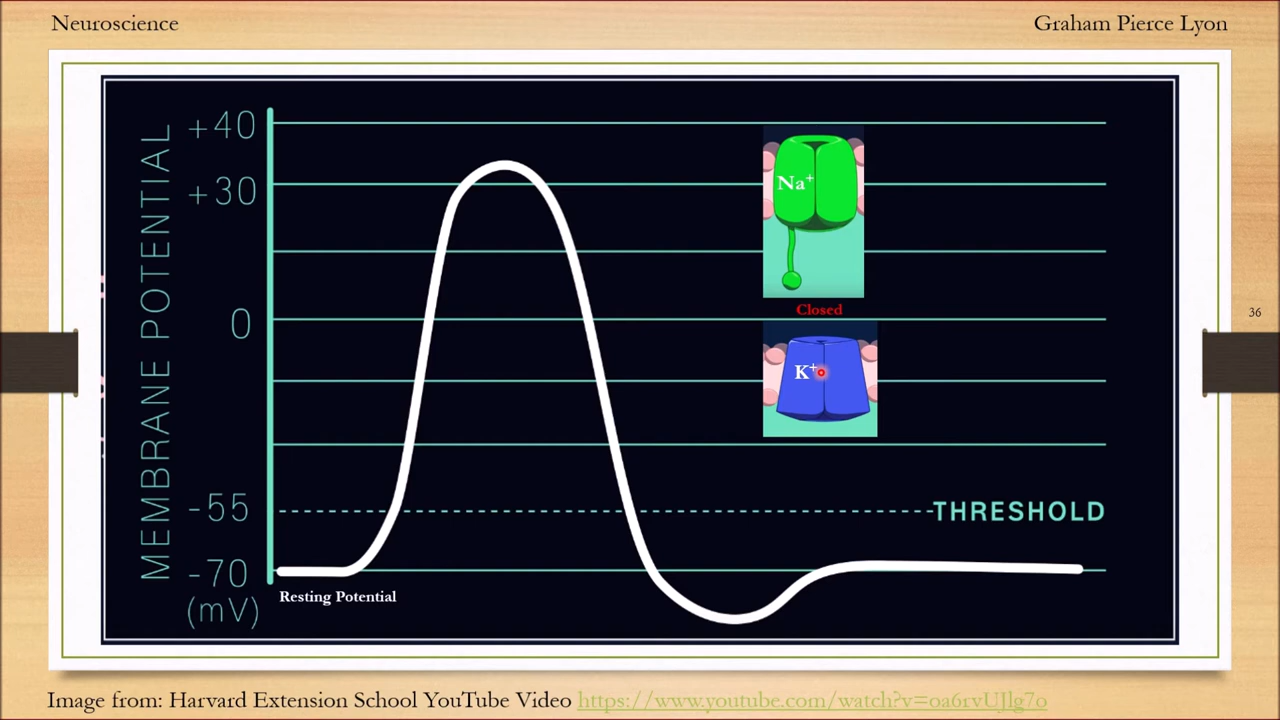 Neuroscience
Graham Pierce Lyon
MEMBRANE POTENTIAL
+40
+30
0
-55
-70
(mV)
Na+
Closed
K+
THRESHOLD
Resting Potential
36
Image from: Harvard Extension School YouTube Video https://www.youtube.com/watch?v=oa6rvUJlg7o